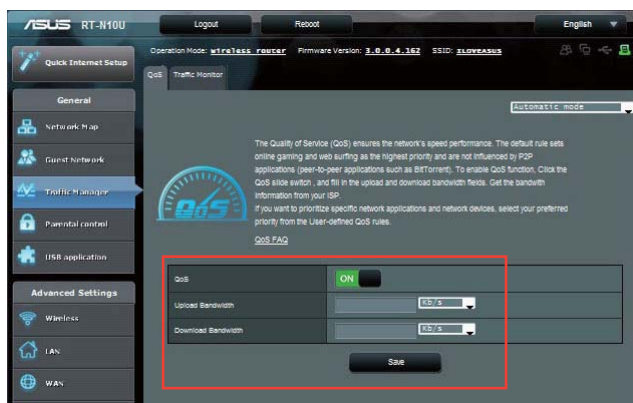 ASUS RT-N10U
Logout
Reboot
English
Operation Mode: wireless router Firmware Version: 3.0.0.4.162 SSID: ILOVEASUS
Quick Internet Setup
QoS
Traffic Monitor
General
Network Map
Guest Network
Traffic Manager
Parental control
USB application
Advanced Settings
Wireless
LAN
WAN
Automatic mode
The Quality of Service (QoS) ensures the network's speed performance. The default rule sets
online gaming and web surfing as the highest priority and are not influenced by P2P
applications (peer-to-peer applications such as BitTorrent). To enable QoS function, Click the
QoS slide switch , and fill in the upload and download bandwidth fields. Get the bandwith
information from your ISP.
If you want to prioritize specific network applications and network devices, select your preferred
priority from the User-defined QoS rules.
QoS FAQ
QoS
QoS
ON
Upload Bandwidth
Kb/s
Download Bandwidth
Kb/s
Save